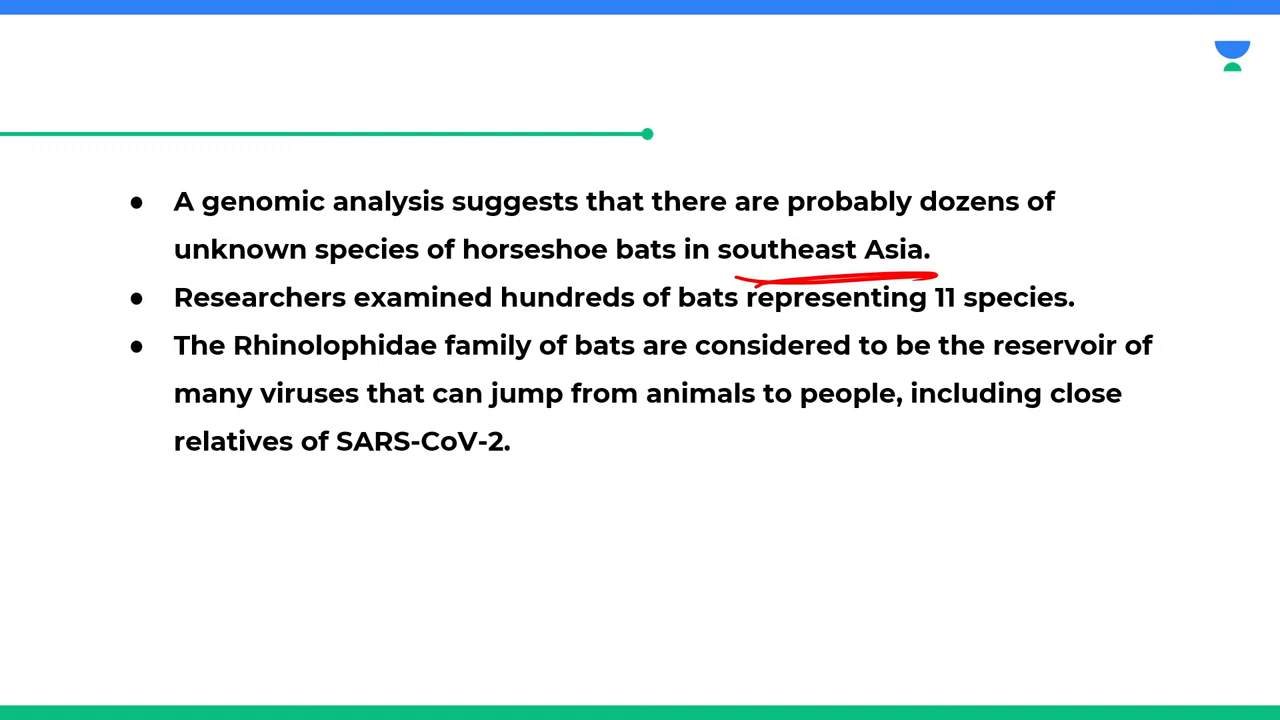 ● A genomic analysis suggests that there are probably dozens of
unknown species of horseshoe bats in southeast Asia.
● Researchers examined hundreds of bats representing 11 species.
● The Rhinolophidae family of bats are considered to be the reservoir of
many viruses that can jump from animals to people, including close
relatives of SARS-CoV-2.